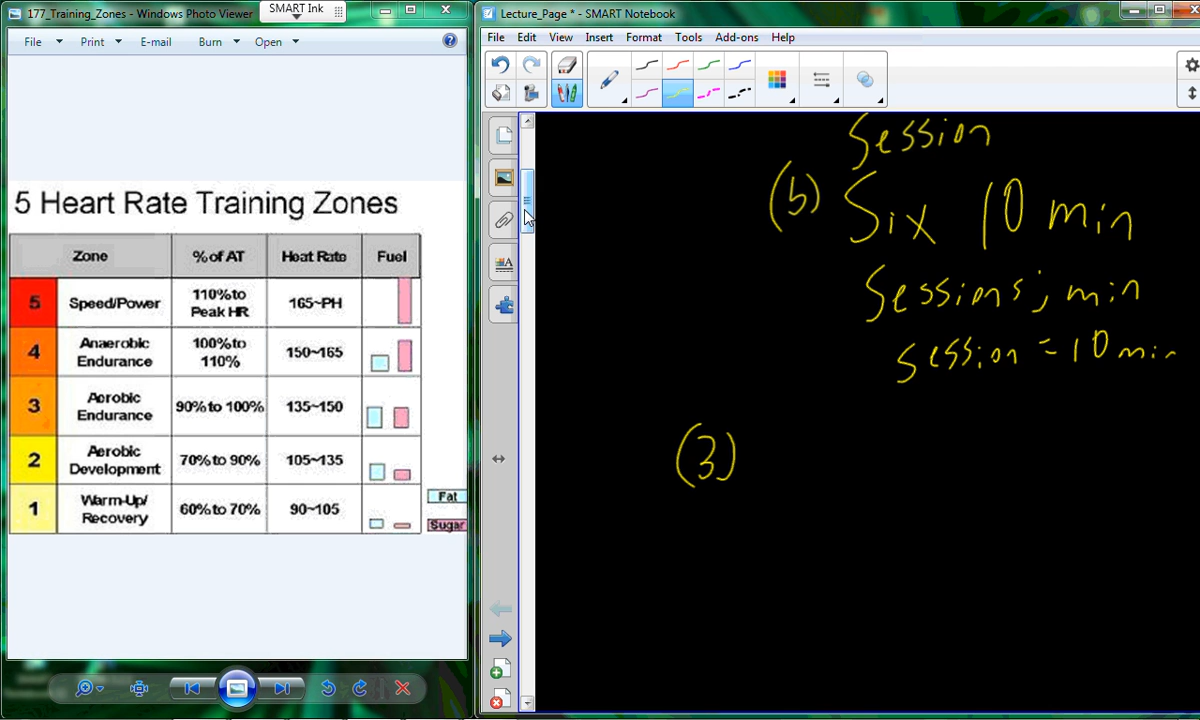 177_Training_Zones - Windows Photo Viewer
SMART Ink
File Print E-mail Burn Open
5 Heart Rate Training Zones
Zone % of AT Heat Rate Fuel
5 Speed/Power 110% to Peak HR 165~PH
4 Anaerobic Endurance 100% to 110% 150~165
3 Aerobic Endurance 90% to 100% 135~150
2 Aerobic Development 70% to 90% 105~135
1 Warm-Up/ Recovery 60% to 70% 90~105
Fat
Sugar
Lecture_Page * - SMART Notebook
File Edit View Insert Format Tools Add-ons Help
Session
(b) Six 10 min
Sessions; min
session = 10 min
(3)